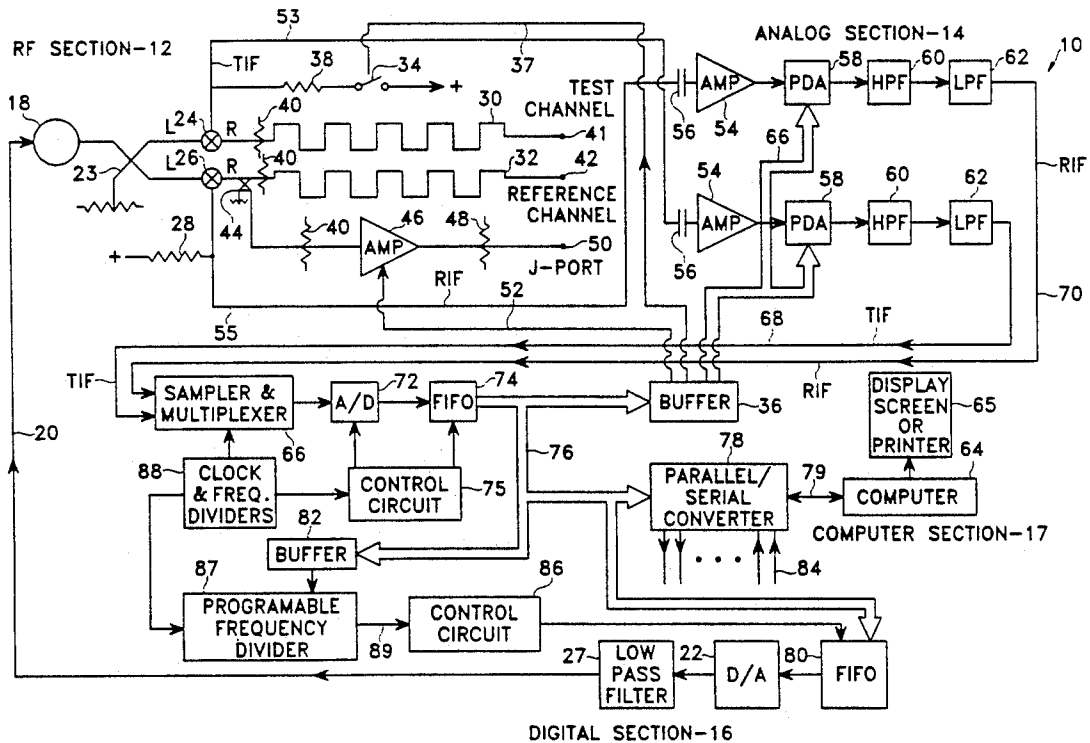 53
RF SECTION-12
ANALOG SECTION-14
10
TIF
38
34
37
58
60
62
18
40
+
AMP
PDA
HPF
LPF
L
24
R
30
TEST
CHANNEL
56
54
41
23
L
26
R
40
32
42
66
RIF
44
REFERENCE
CHANNEL
54
58
60
62
28
40
46
48
AMP
PDA
HPF
LPF
+
AMP
50
J-PORT
56
RIF
52
55
70
68
TIF
TIF
RIF
SAMPLER &
MULTIPLEXER
72
A/D
74
FIFO
BUFFER
36
DISPLAY
SCREEN
OR
PRINTER
65
20
66
76
78
64
88
CLOCK
& FREQ.
DIVIDERS
CONTROL
CIRCUIT
75
PARALLEL/
SERIAL
CONVERTER
79
COMPUTER
82
COMPUTER SECTION-17
BUFFER
84
87
86
PROGRAMABLE
FREQUENCY
DIVIDER
CONTROL
CIRCUIT
89
27
LOW
PASS
FILTER
22
D/A
80
FIFO
DIGITAL SECTION-16